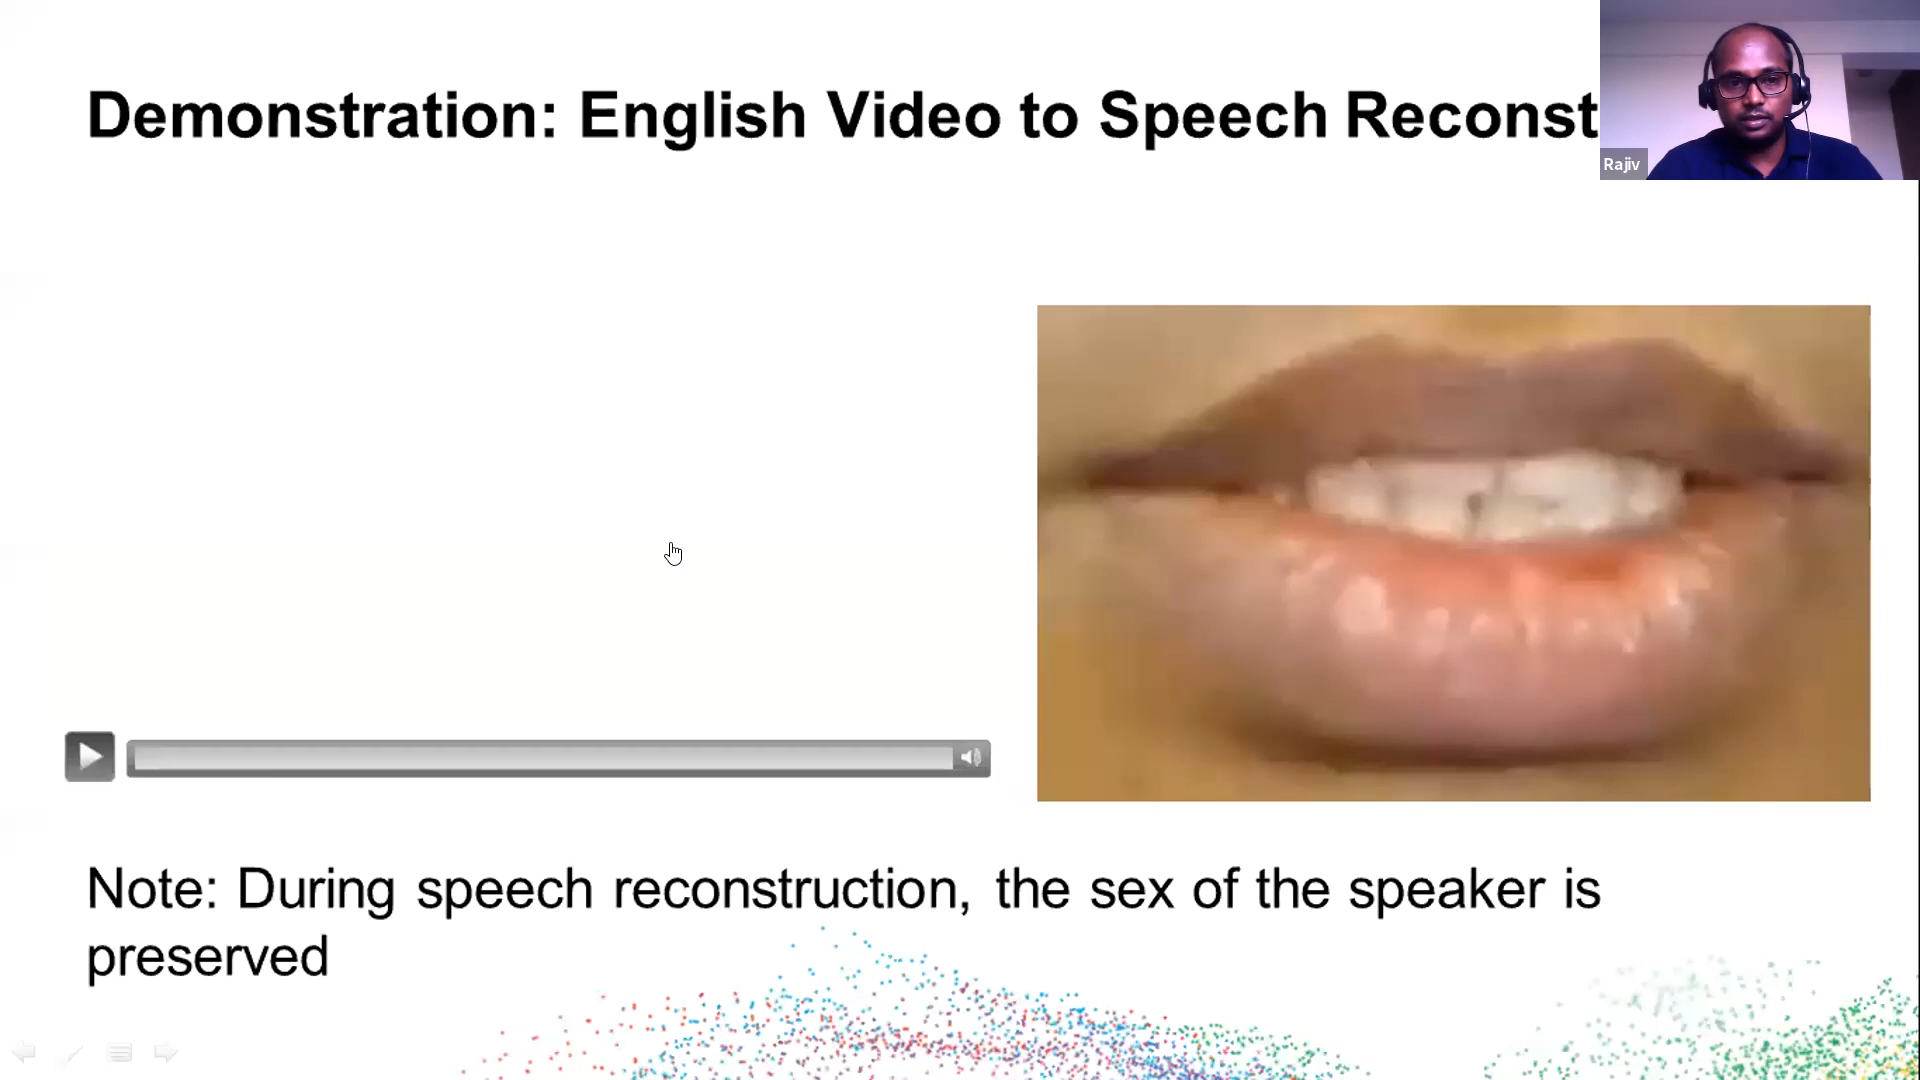 Demonstration: English Video to Speech Reconst
Rajiv
Note: During speech reconstruction, the sex of the speaker is
preserved